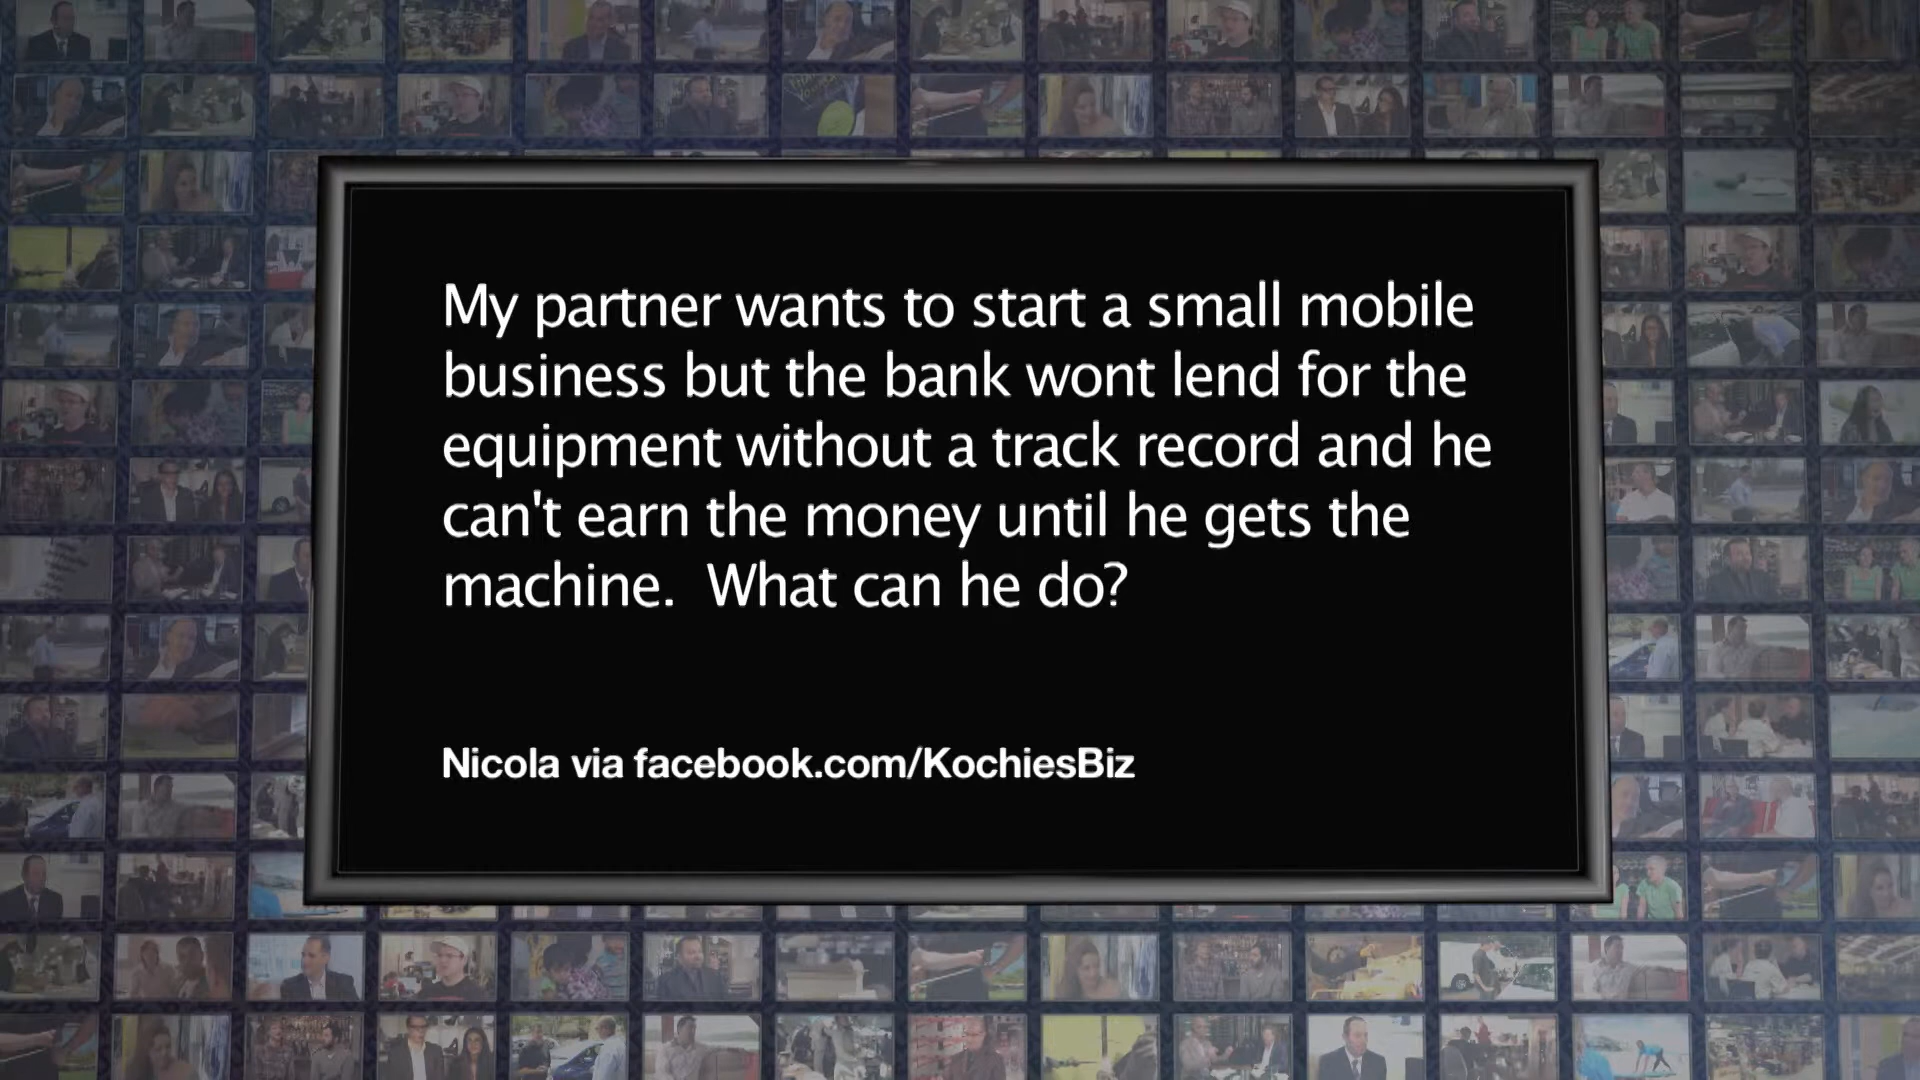 My partner wants to start a small mobile
business but the bank wont lend for the
equipment without a track record and he
can't earn the money until he gets the
machine.  What can he do?
Nicola via facebook.com/KochiesBiz